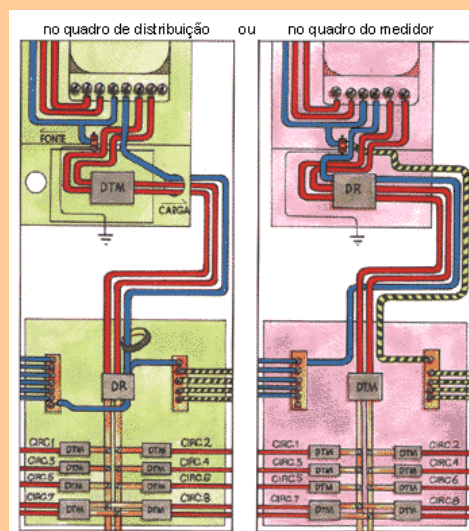 no quadro de distribuição ou no quadro do medidor
FONTE
DTM
CARGA
DR
CIRC.1 DTM DTM CIRC.2
CIRC.3 DTM DTM CIRC.4
CIRC.5 DTM DTM CIRC.6
CIRC.7 DTM DTM CIRC.8
DR
DTM
CIRC.1 DTM DTM CIRC.2
CIRC.3 DTM DTM CIRC.4
CIRC.5 DTM DTM CIRC.6
CIRC.7 DTM DTM CIRC.8